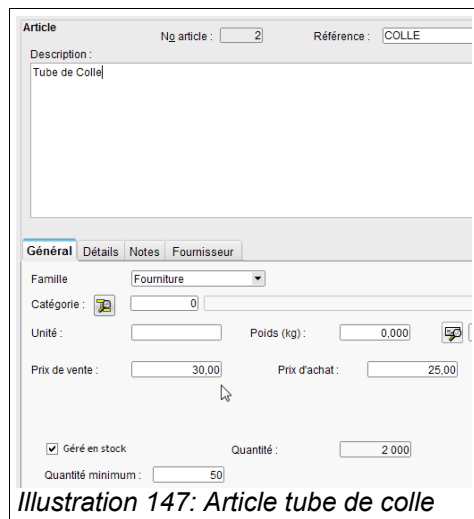 Article
No article : 2 Référence : COLLE
Description :
Tube de Colle
Général Détails Notes Fournisseur
Famille Fourniture
Catégorie : 0
Unité : Poids (kg) : 0,000
Prix de vente : 30,00 Prix d'achat : 25,00
Géré en stock Quantité : 2 000
Quantité minimum : 50
Illustration 147: Article tube de colle